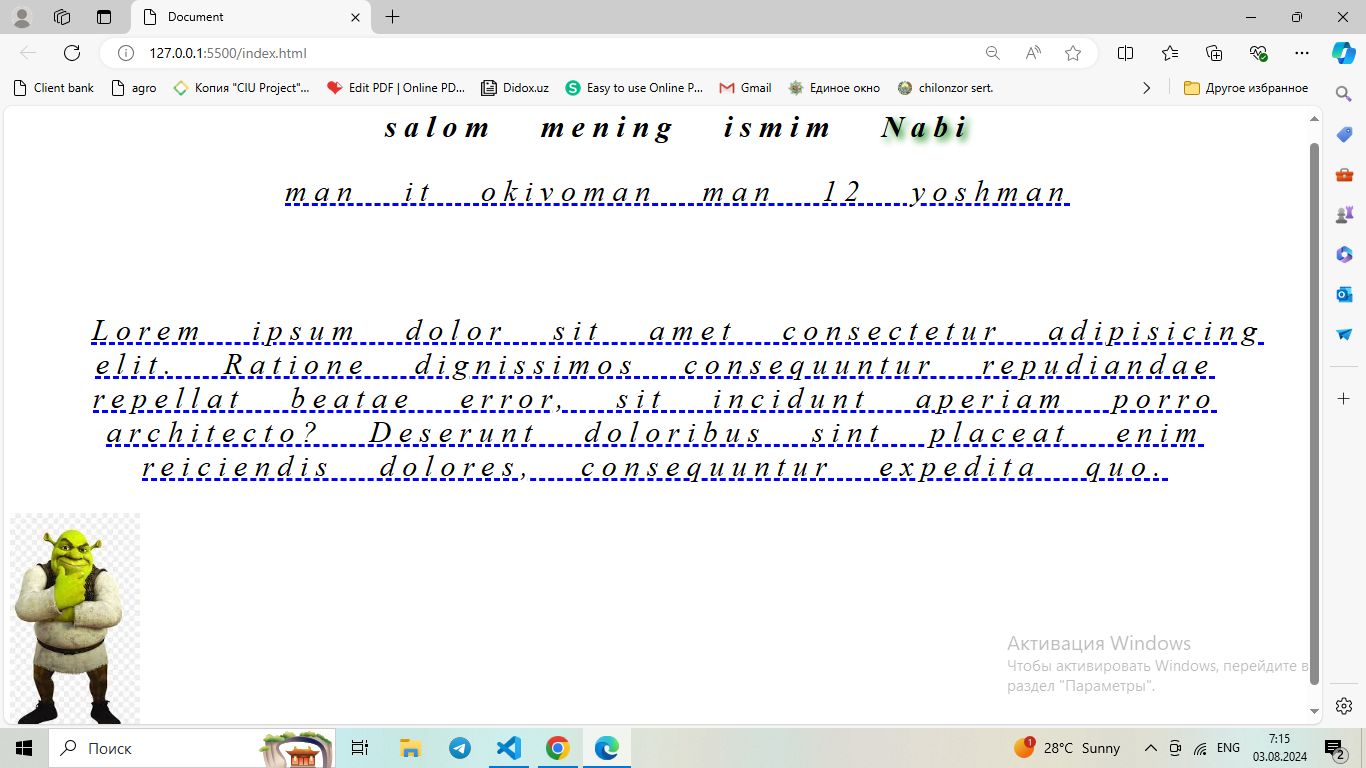 Document
127.0.0.1:5500/index.html
Client bank
agro
Копия "CIU Project"...
Edit PDF | Online PD...
Didox.uz
Easy to use Online P...
Gmail
Единое окно
chilonzor sert.
Другое избранное
salom mening ismim Nabi
man it okivoman man 12 yoshman
Lorem ipsum dolor sit amet consectetur adipisicing
elit. Ratione dignissimos consequuntur repudiandae
repellat beatae error, sit incidunt aperiam porro
architecto? Deserunt doloribus sint placeat enim
reiciendis dolores, consequuntur expedita quo.
Активация Windows
Чтобы активировать Windows, перейдите в
раздел "Параметры".
Поиск
1
28°C Sunny
ENG
7:15
03.08.2024
2